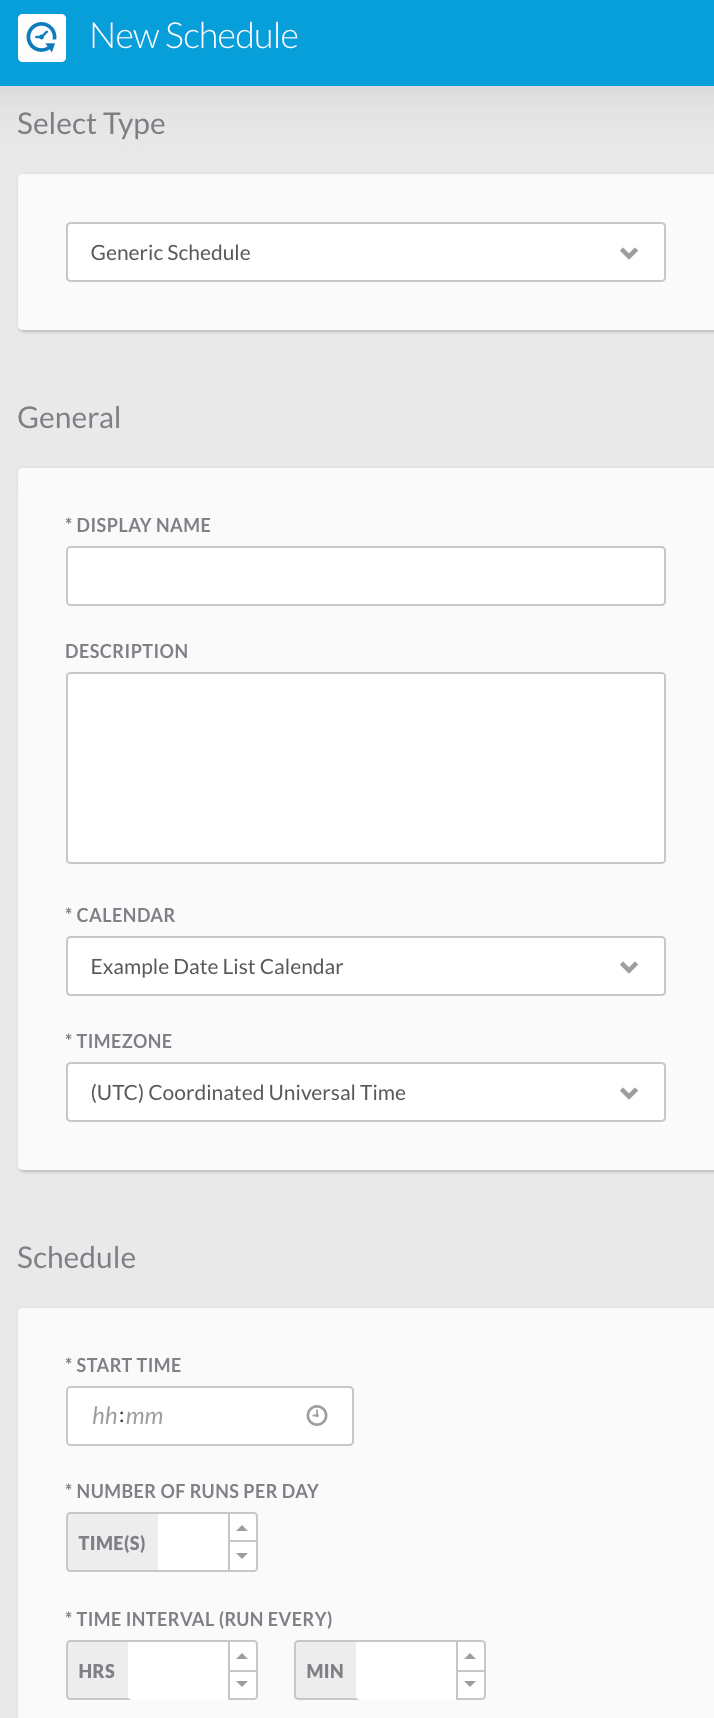 New Schedule
Select Type
Generic Schedule
General
* DISPLAY NAME
DESCRIPTION
* CALENDAR
Example Date List Calendar
* TIMEZONE
(UTC) Coordinated Universal Time
Schedule
* START TIME
hh:mm
* NUMBER OF RUNS PER DAY
TIME(S)
* TIME INTERVAL (RUN EVERY)
HRS MIN